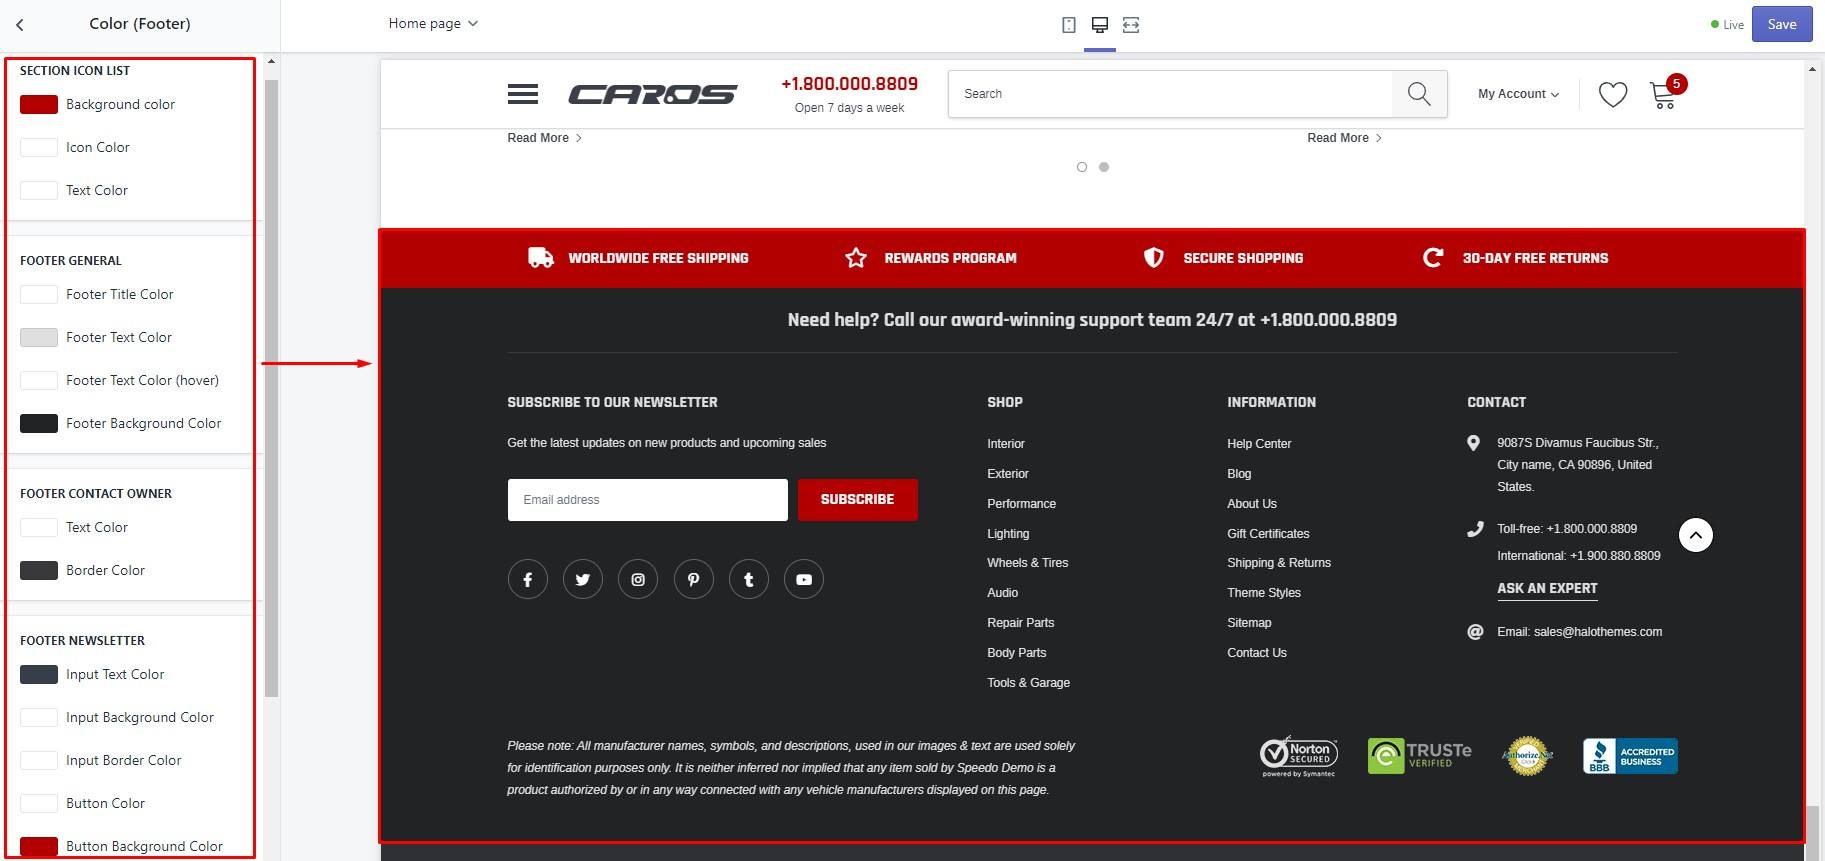 Color (Footer)
Home page
Live
Save
SECTION ICON LIST
Background color
Icon Color
Text Color
FOOTER GENERAL
Footer Title Color
Footer Text Color
Footer Text Color (hover)
Footer Background Color
FOOTER CONTACT OWNER
Text Color
Border Color
FOOTER NEWSLETTER
Input Text Color
Input Background Color
Input Border Color
Button Color
Button Background Color
CAROS
+1.800.000.8809
Open 7 days a week
Search
My Account
5
Read More
Read More
WORLDWIDE FREE SHIPPING
REWARDS PROGRAM
SECURE SHOPPING
30-DAY FREE RETURNS
Need help? Call our award-winning support team 24/7 at +1.800.000.8809
SUBSCRIBE TO OUR NEWSLETTER
Get the latest updates on new products and upcoming sales
Email address
SUBSCRIBE
SHOP
Interior
Exterior
Performance
Lighting
Wheels & Tires
Audio
Repair Parts
Body Parts
Tools & Garage
INFORMATION
Help Center
Blog
About Us
Gift Certificates
Shipping & Returns
Theme Styles
Sitemap
Contact Us
CONTACT
9087S Divamus Faucibus Str.,
City name, CA 90896, United
States.
Toll-free: +1.800.000.8809
International: +1.900.880.8809
ASK AN EXPERT
Email: sales@halothemes.com
Please note: All manufacturer names, symbols, and descriptions, used in our images & text are used solely
for identification purposes only. It is neither inferred nor implied that any item sold by Speedo Demo is a
product authorized by or in any way connected with any vehicle manufacturers displayed on this page.
Norton
SECURED
powered by Symantec
TRUSTe
VERIFIED
Authorize.Net
Click
BBB
ACCREDITED
BUSINESS